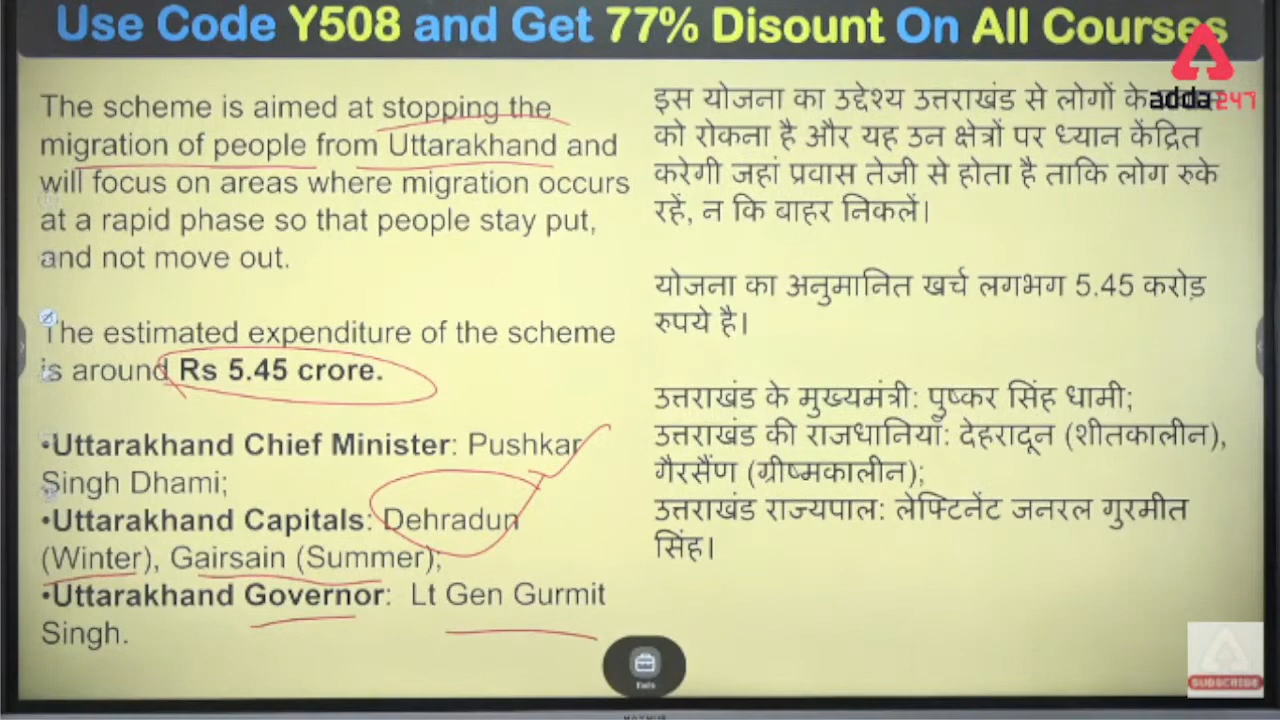 Use Code Y508 and Get 77% Disount On All Courses
adda247
The scheme is aimed at stopping the
migration of people from Uttarakhand and
will focus on areas where migration occurs
at a rapid phase so that people stay put,
and not move out.
The estimated expenditure of the scheme
is around Rs 5.45 crore.
•Uttarakhand Chief Minister: Pushkar
Singh Dhami;
•Uttarakhand Capitals: Dehradun
(Winter), Gairsain (Summer);
•Uttarakhand Governor: Lt Gen Gurmit
Singh.
इस योजना का उद्देश्य उत्तराखंड से लोगों के
को रोकना है और यह उन क्षेत्रों पर ध्यान केंद्रित
करेगी जहां प्रवास तेजी से होता है ताकि लोग रुके
रहें, न कि बाहर निकलें।
योजना का अनुमानित खर्च लगभग 5.45 करोड़
रुपये है।
उत्तराखंड के मुख्यमंत्री: पुष्कर सिंह धामी;
उत्तराखंड की राजधानियाँ: देहरादून (शीतकालीन),
गैरसैंण (ग्रीष्मकालीन);
उत्तराखंड राज्यपाल: लेफ्टिनेंट जनरल गुरमीत
सिंह।
Tools
SUBSCRIBE